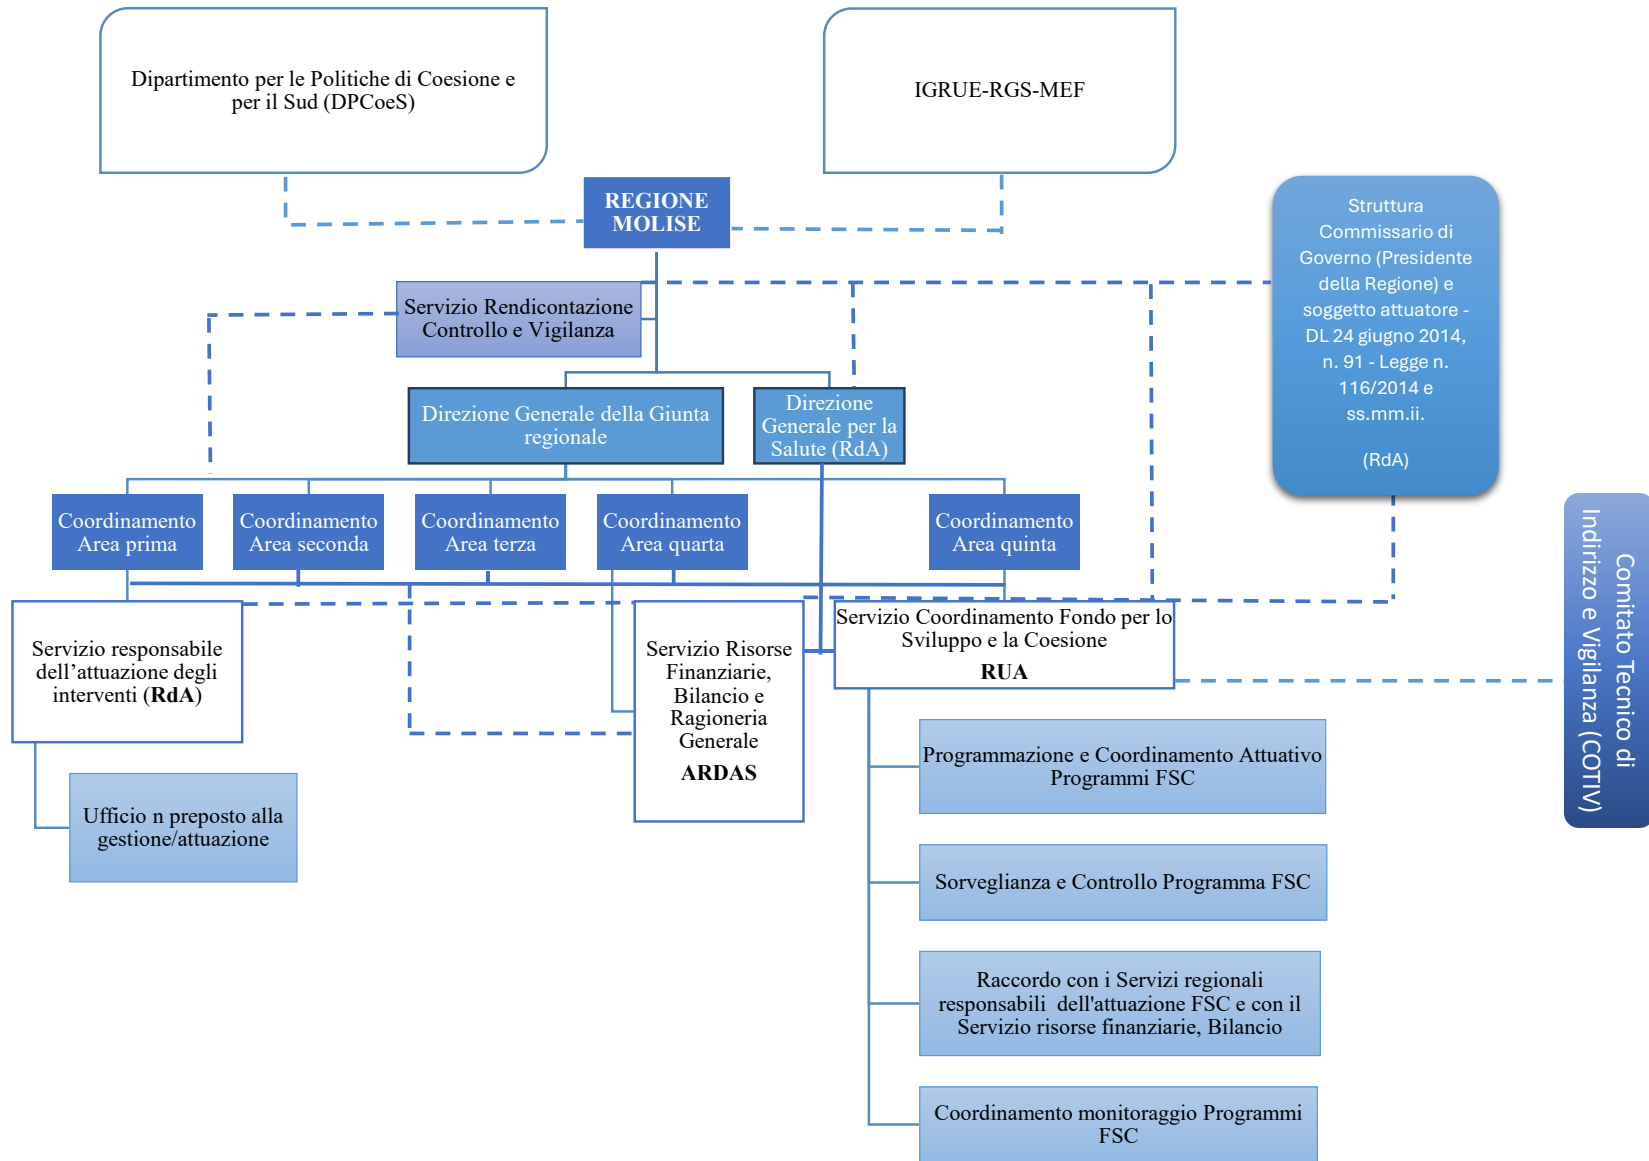 Dipartimento per le Politiche di Coesione e
per il Sud (DPCoeS)
IGRUE-RGS-MEF
REGIONE
MOLISE
Struttura
Commissario di
Governo (Presidente
della Regione) e
soggetto attuatore -
DL 24 giugno 2014,
n. 91 - Legge n.
116/2014 e
ss.mm.ii.
(RdA)
Servizio Rendicontazione
Controllo e Vigilanza
Direzione Generale della Giunta
regionale
Direzione
Generale per la
Salute (RdA)
Coordinamento
Area prima
Coordinamento
Area seconda
Coordinamento
Area terza
Coordinamento
Area quarta
Coordinamento
Area quinta
Comitato Tecnico di
Indirizzo e Vigilanza (COTIV)
Servizio responsabile
dell’attuazione degli
interventi (RdA)
Servizio Risorse
Finanziarie,
Bilancio e
Ragioneria
Generale
ARDAS
Servizio Coordinamento Fondo per lo
Sviluppo e la Coesione
RUA
Ufficio n preposto alla
gestione/attuazione
Programmazione e Coordinamento Attuativo
Programmi FSC
Sorveglianza e Controllo Programma FSC
Raccordo con i Servizi regionali
responsabili  dell'attuazione FSC e con il
Servizio risorse finanziarie, Bilancio
Coordinamento monitoraggio Programmi
FSC